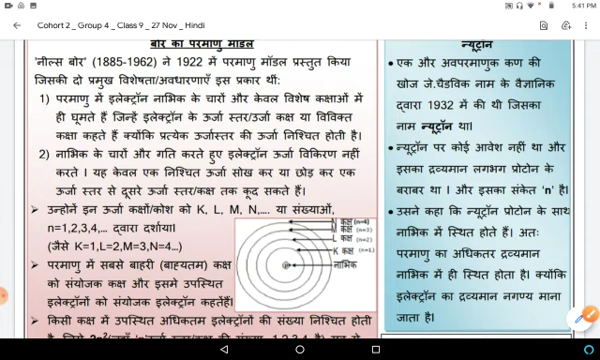 5:41 PM
Cohort 2 _ Group 4 _ Class 9 _ 27 Nov _ Hindi
बोर का परमाणु मॉडल
'नील्स बोर' (1885-1962) ने 1922 में परमाणु मॉडल प्रस्तुत किया
जिसकी दो प्रमुख विशेषता/अवधारणाएँ इस प्रकार थीं:
1) परमाणु में इलेक्ट्रॉन नाभिक के चारों और केवल विशेष कक्षाओं में
ही घूमते हैं जिन्हें इलेक्ट्रॉन के ऊर्जा स्तर/उर्जा कक्ष या विविक्त
कक्षा कहते हैं क्योंकि प्रत्येक ऊर्जास्तर की ऊर्जा निश्चित होती है।
2) नाभिक के चारों और गति करते हुए इलेक्ट्रॉन ऊर्जा विकिरण नहीं
करते । यह केवल एक निश्चित ऊर्जा सोख कर या छोड़ कर एक
ऊर्जा स्तर से दूसरे ऊर्जा स्तर/कक्ष तक कूद सकते हैं।
➢ उन्होंने इन ऊर्जा कक्षों/कोश को K, L, M, N,.... या संख्याओं,
n=1,2,3,4,... द्वारा दर्शाया।
(जैसे K=1,L=2,M=3,N=4...)
➢ परमाणु में सबसे बाहरी (बाह्यतम) कक्ष
को संयोजक कक्ष और इसमे उपस्थित
इलेक्ट्रॉनों को संयोजक इलेक्ट्रॉन कहतेंहैं।
➢ किसी कक्ष में उपस्थित अधिकतम इलेक्ट्रॉनों की संख्या निश्चित होती
N कक्ष (n=4)
M कक्ष (n=3)
L कक्ष (n=2)
K कक्ष (n=1)
नाभिक
न्यूट्रॉन
• एक और अवपरमाणुक कण की
खोज जे.चैडविक नाम के वैज्ञानिक
द्वारा 1932 में की थी जिसका
नाम न्यूट्रॉन था।
• न्यूट्रॉन पर कोई आवेश नहीं था और
इसका द्रव्यमान लगभग प्रोटोन के
बराबर था । और इसका संकेत 'n' है।
• उसने कहा कि न्यूट्रॉन प्रोटोन के साथ
नाभिक में स्थित होते हैं। अतः
परमाणु का अधिकतर द्रव्यमान
नाभिक में ही स्थित होता है। क्योंकि
इलेक्ट्रॉन का द्रव्यमान नगण्य माना
जाता है।